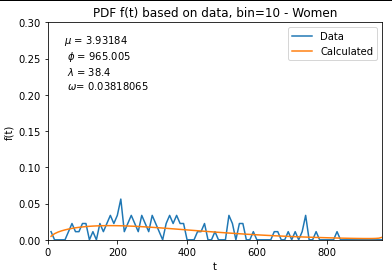 PDF f(t) based on data, bin=10 - Women
0.30
0.25
0.20
0.15
0.10
0.05
0.00
f(t)
μ = 3.93184
ϕ = 965.005
λ = 38.4
ω= 0.03818065
Data
Calculated
0
200
400
600
800
t